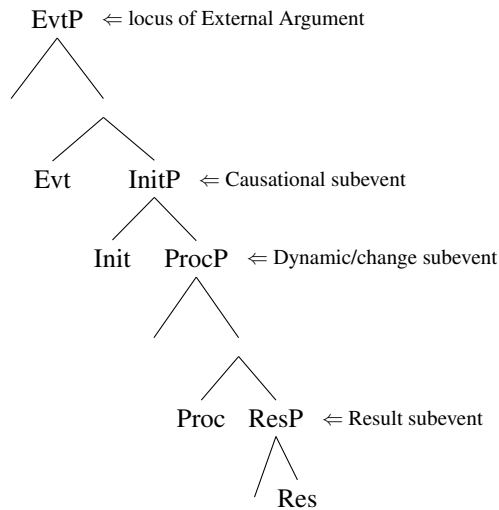 EvtP ⇐ locus of External Argument
Evt InitP ⇐ Causational subevent
Init ProcP ⇐ Dynamic/change subevent
Proc ResP ⇐ Result subevent
Res